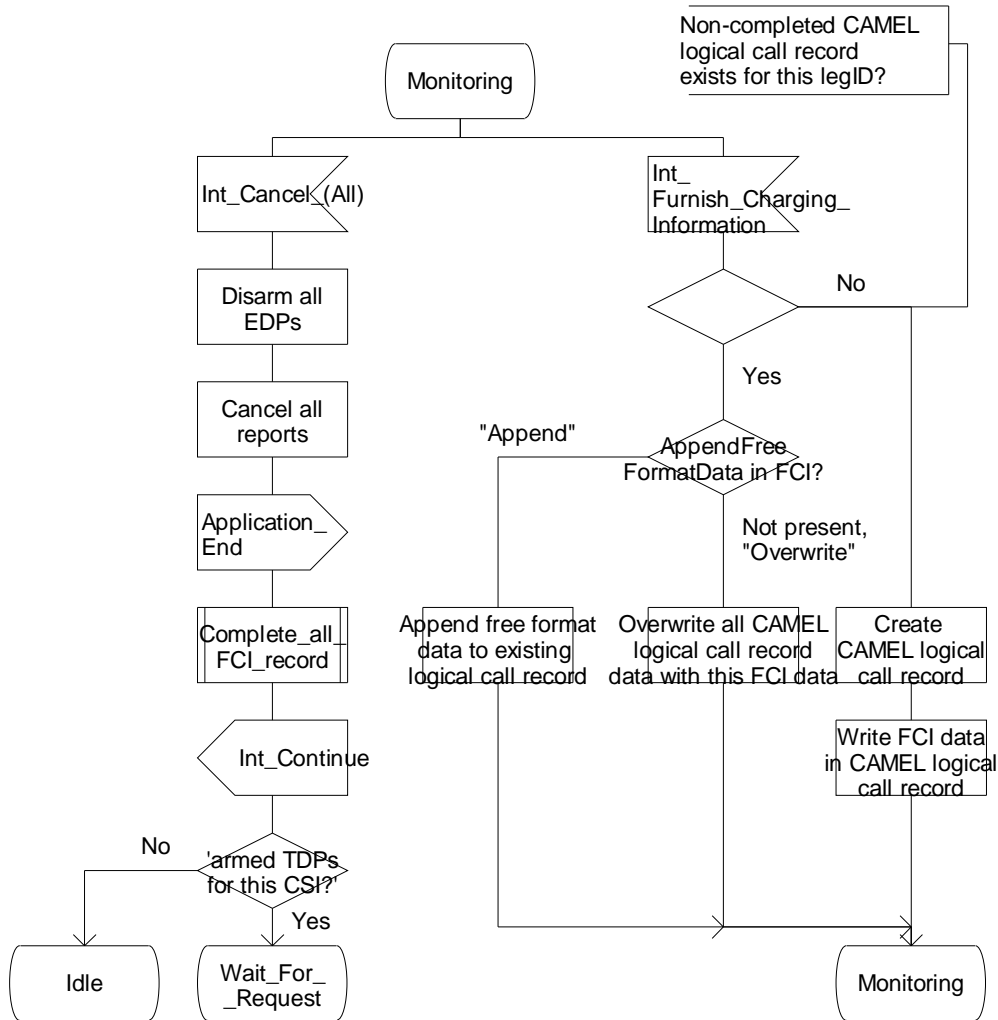 Non-completed CAMEL
logical call record
exists for this legID?
Monitoring
Int_Cancel_(All)
Int_
Furnish_Charging_
Information
Disarm all
EDPs
No
Yes
Cancel all
reports
"Append"
AppendFree
FormatData in FCI?
Application_
End
Not present,
"Overwrite"
Complete_all_
FCI_record
Append free format
data to existing
logical call record
Overwrite all CAMEL
logical call record
data with this FCI data
Create
CAMEL logical
call record
Int_Continue
Write FCI data
in CAMEL logical
call record
No
'armed TDPs
for this CSI?'
Yes
Idle
Wait_For_
_Request
Monitoring